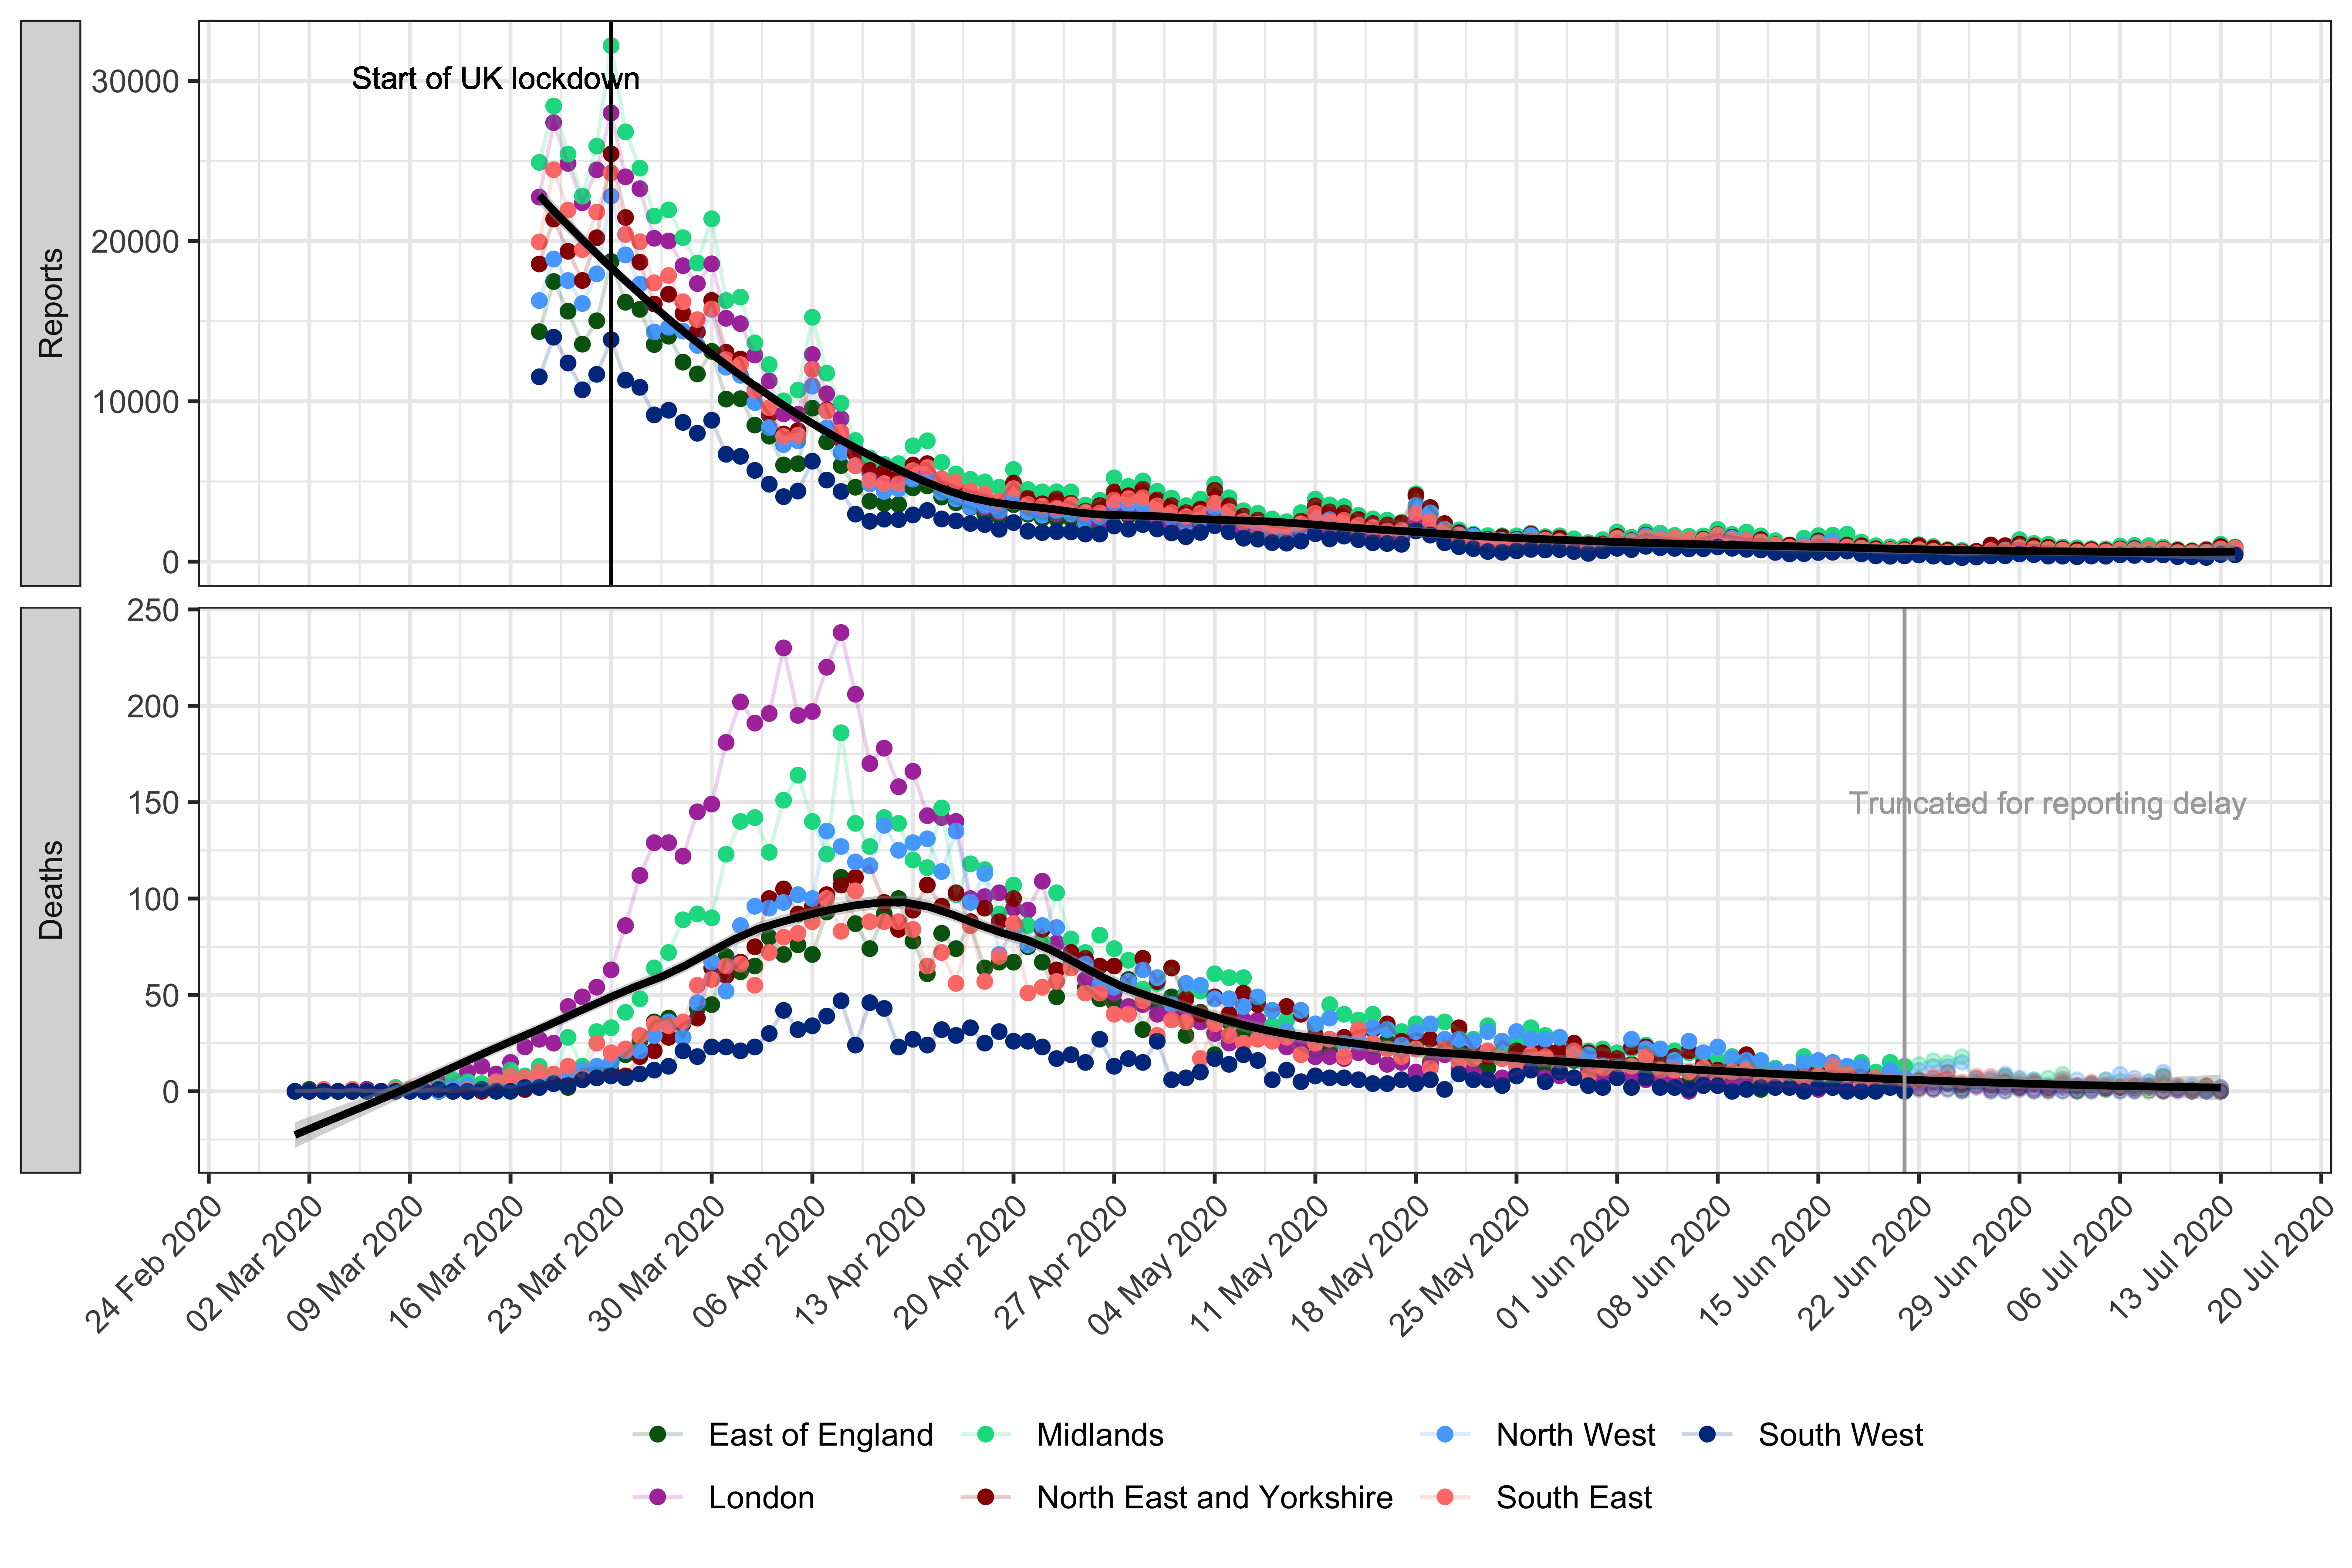 Reports
30000
20000
10000
0
Start of UK lockdown
Deaths
250
200
150
100
50
0
Truncated for reporting delay
24 Feb 2020
02 Mar 2020
09 Mar 2020
16 Mar 2020
23 Mar 2020
30 Mar 2020
06 Apr 2020
13 Apr 2020
20 Apr 2020
27 Apr 2020
04 May 2020
11 May 2020
18 May 2020
25 May 2020
01 Jun 2020
08 Jun 2020
15 Jun 2020
22 Jun 2020
29 Jun 2020
06 Jul 2020
13 Jul 2020
20 Jul 2020
East of England
Midlands
North West
South West
London
North East and Yorkshire
South East